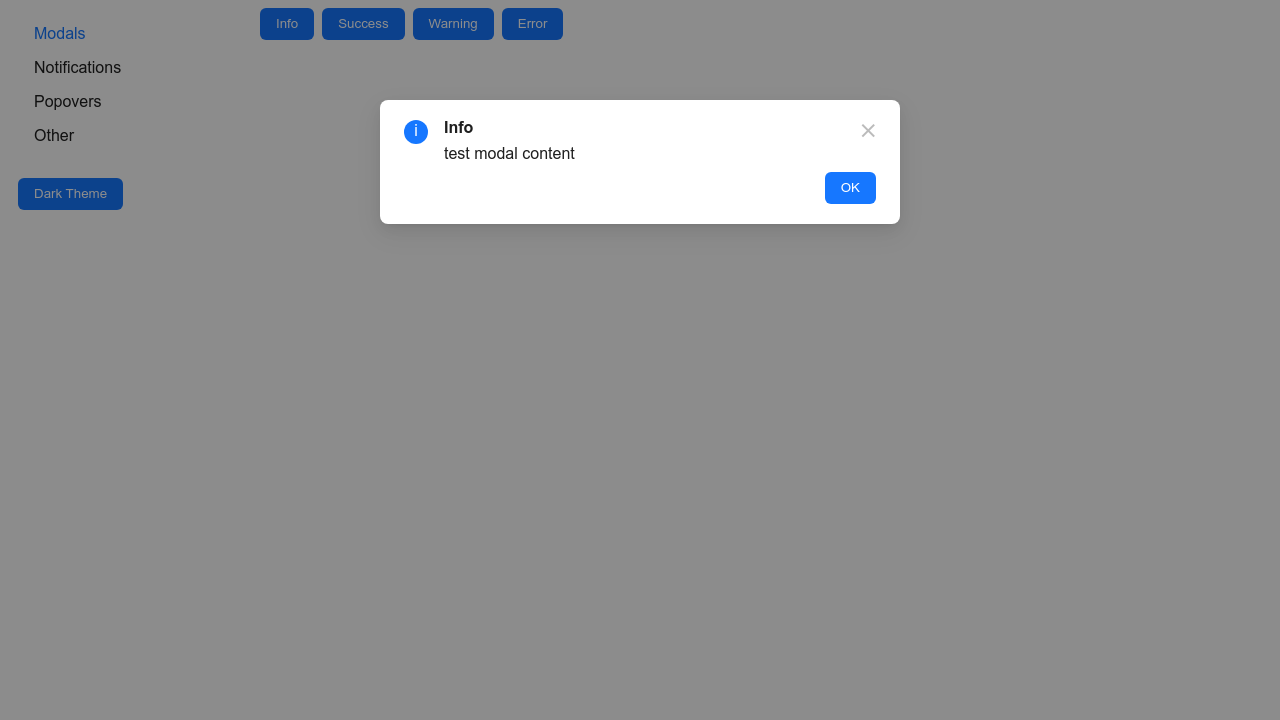 Modals
Notifications
Popovers
Other
Dark Theme
Info Success Warning Error
i Info
test modal content
OK